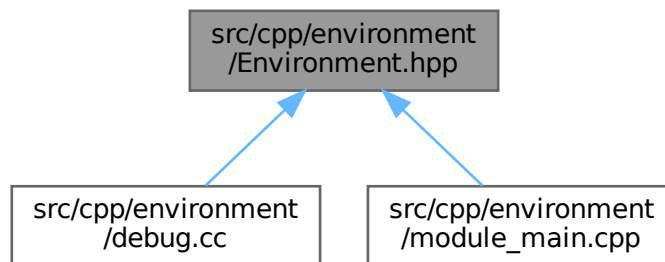 src/cpp/environment
/Environment.hpp
src/cpp/environment
/debug.cc
src/cpp/environment
/module_main.cpp